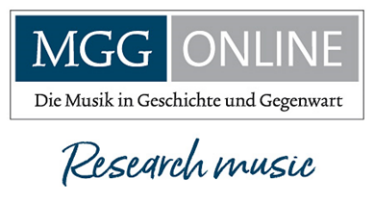 MGG ONLINE
Die Musik in Geschichte und Gegenwart
Research music